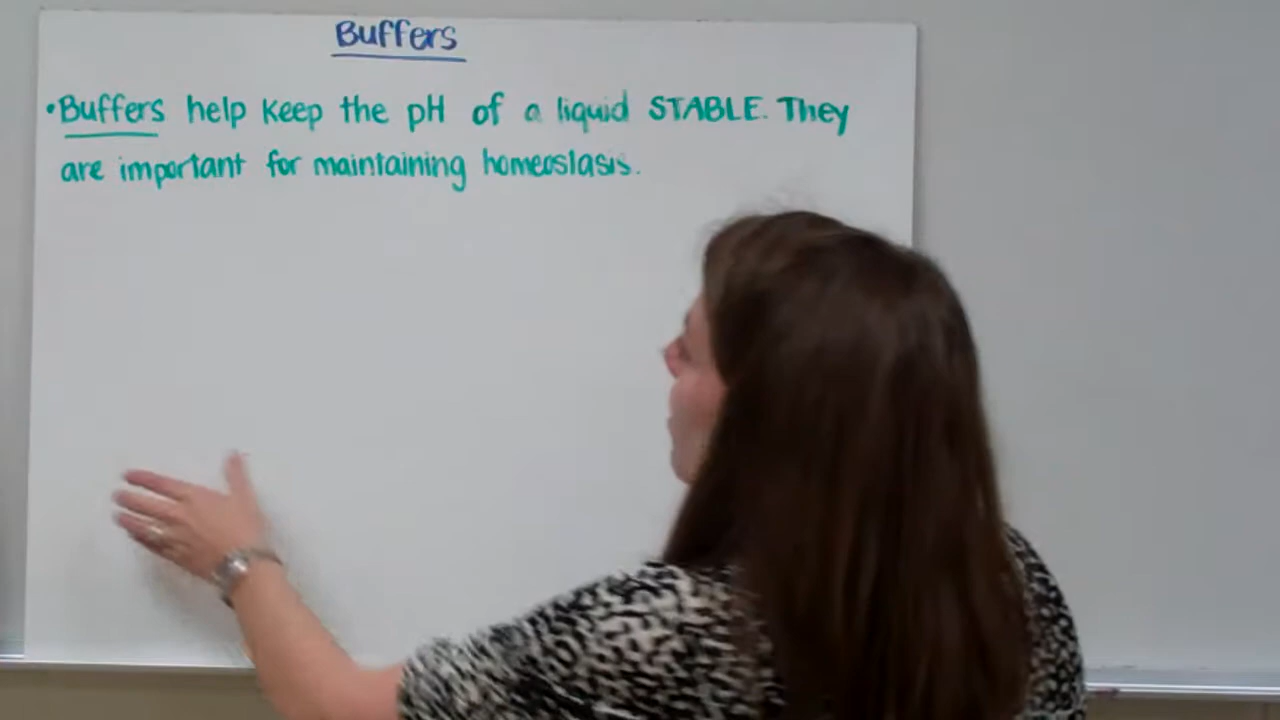 Buffers
•Buffers help keep the pH of a liquid STABLE. They
are important for maintaining homeostasis.